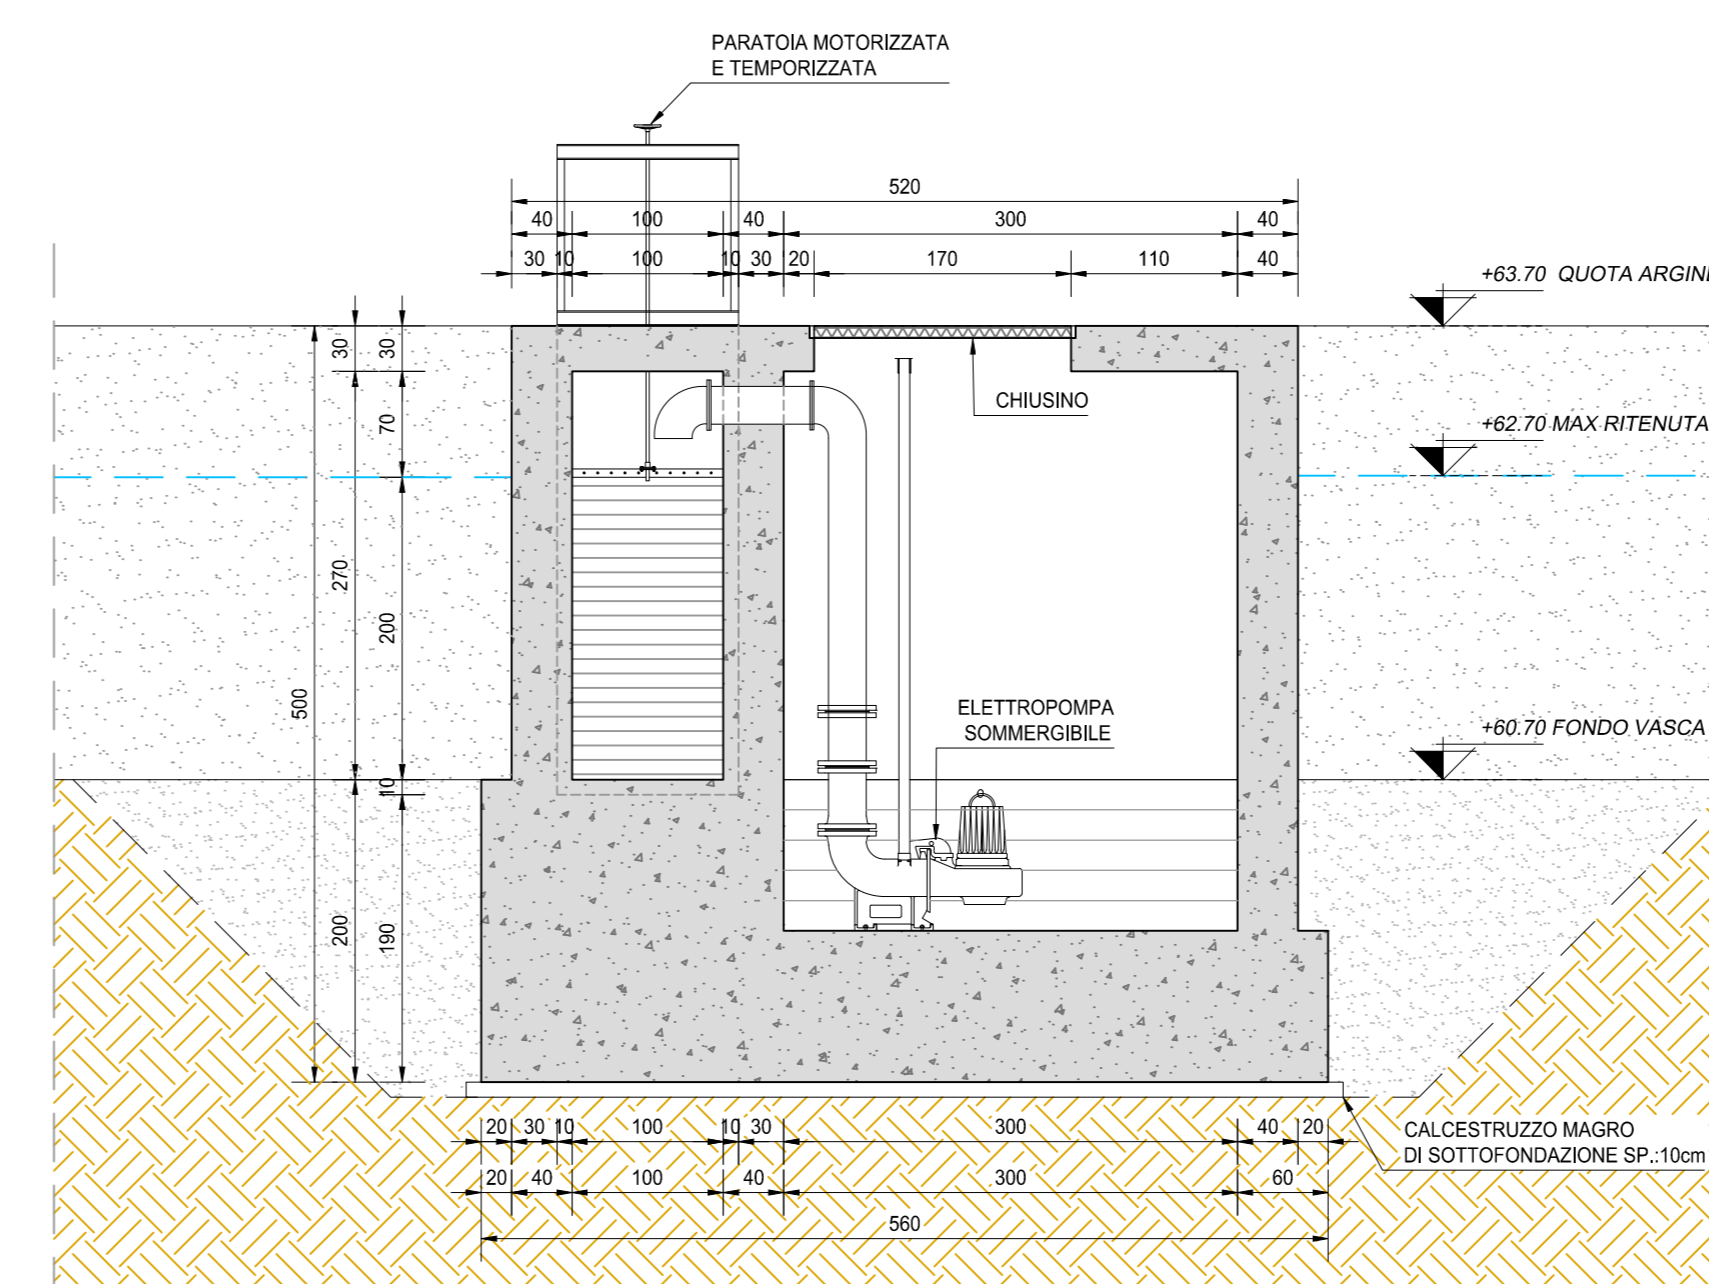 PARATOIA MOTORIZZATA
E TEMPORIZZATA
520
40 100 40 300 40
30 10 100 10 30 20 170 110 40
+63.70 QUOTA ARGINE
30 30
CHIUSINO
70
+62.70 MAX RITENUTA
270
200
500
ELETTROPOMPA
SOMMERGIBILE
+60.70 FONDO VASCA
10
200 190
20 30 10 100 10 30 300 40 20
CALCESTRUZZO MAGRO
DI SOTTOFONDAZIONE SP.:10cm
20 40 100 40 300 60
560